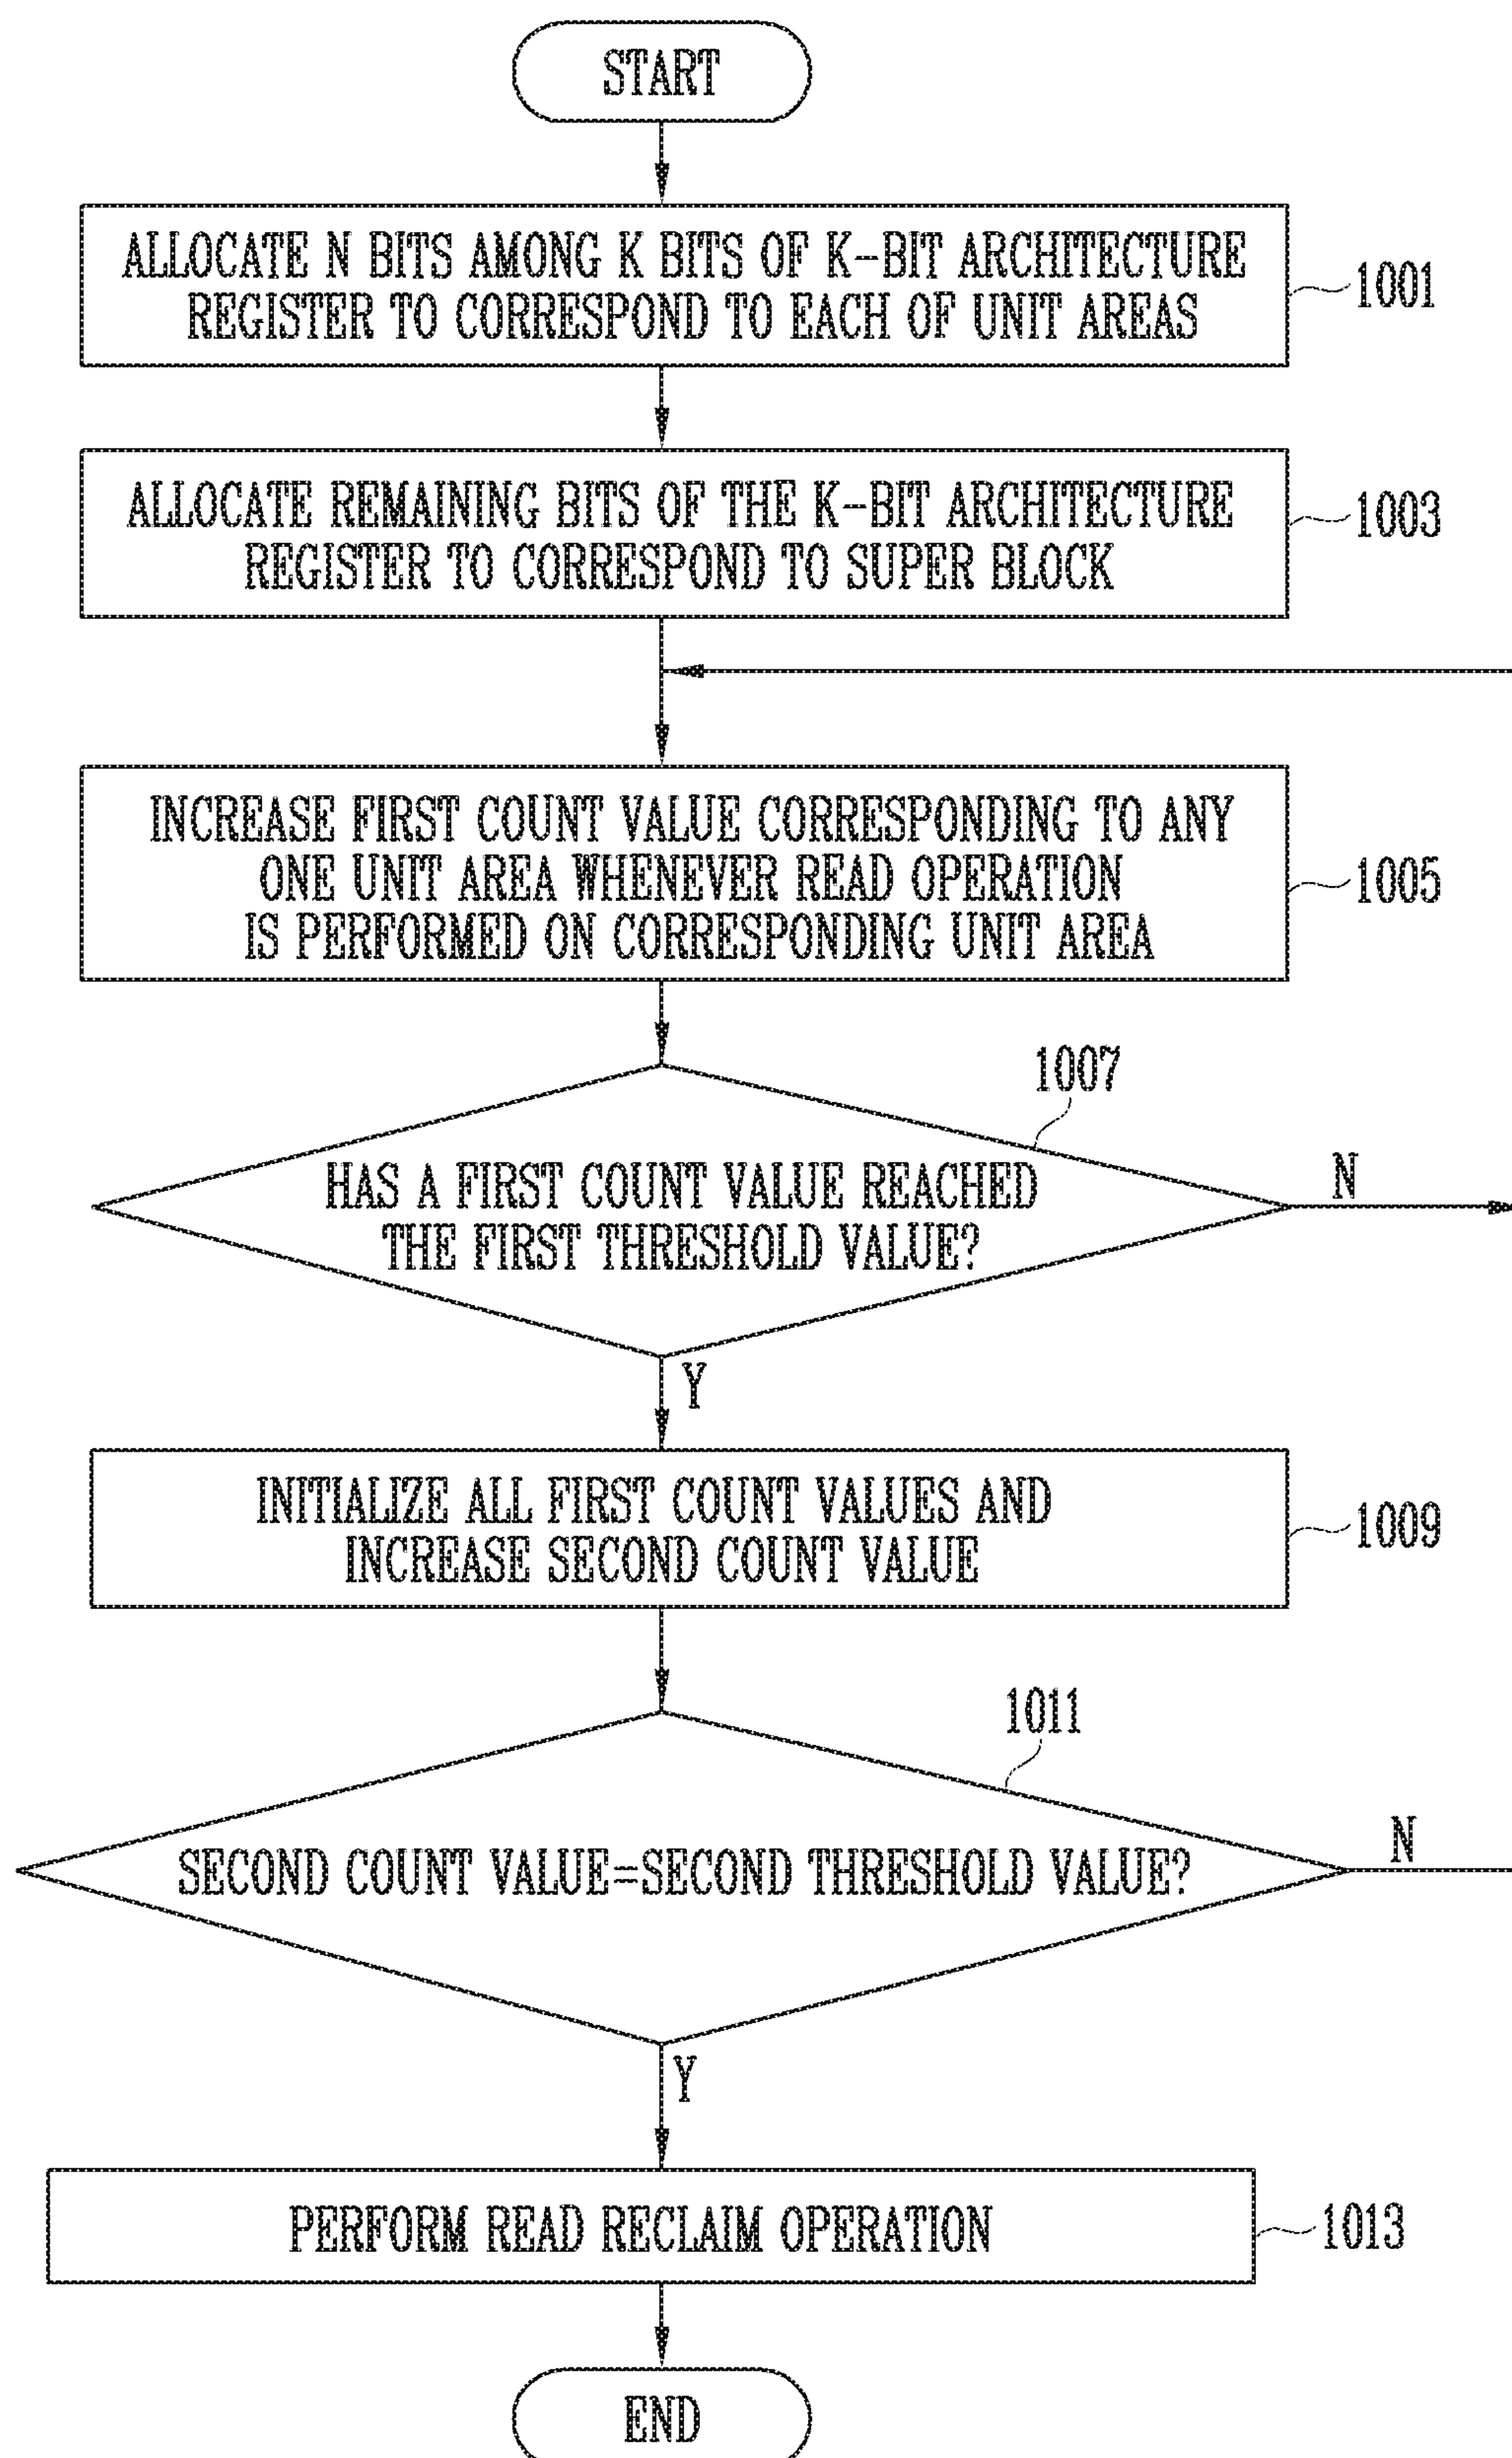 START
ALLOCATE N BITS AMONG K BITS OF K-BIT ARCHITECTURE
REGISTER TO CORRESPOND TO EACH OF UNIT AREAS
1001
ALLOCATE REMAINING BITS OF THE K-BIT ARCHITECTURE
REGISTER TO CORRESPOND TO SUPER BLOCK
1003
INCREASE FIRST COUNT VALUE CORRESPONDING TO ANY
ONE UNIT AREA WHENEVER READ OPERATION
IS PERFORMED ON CORRESPONDING UNIT AREA
1005
1007
HAS A FIRST COUNT VALUE REACHED
THE FIRST THRESHOLD VALUE?
N
Y
INITIALIZE ALL FIRST COUNT VALUES AND
INCREASE SECOND COUNT VALUE
1009
1011
SECOND COUNT VALUE=SECOND THRESHOLD VALUE?
N
Y
PERFORM READ RECLAIM OPERATION
1013
END